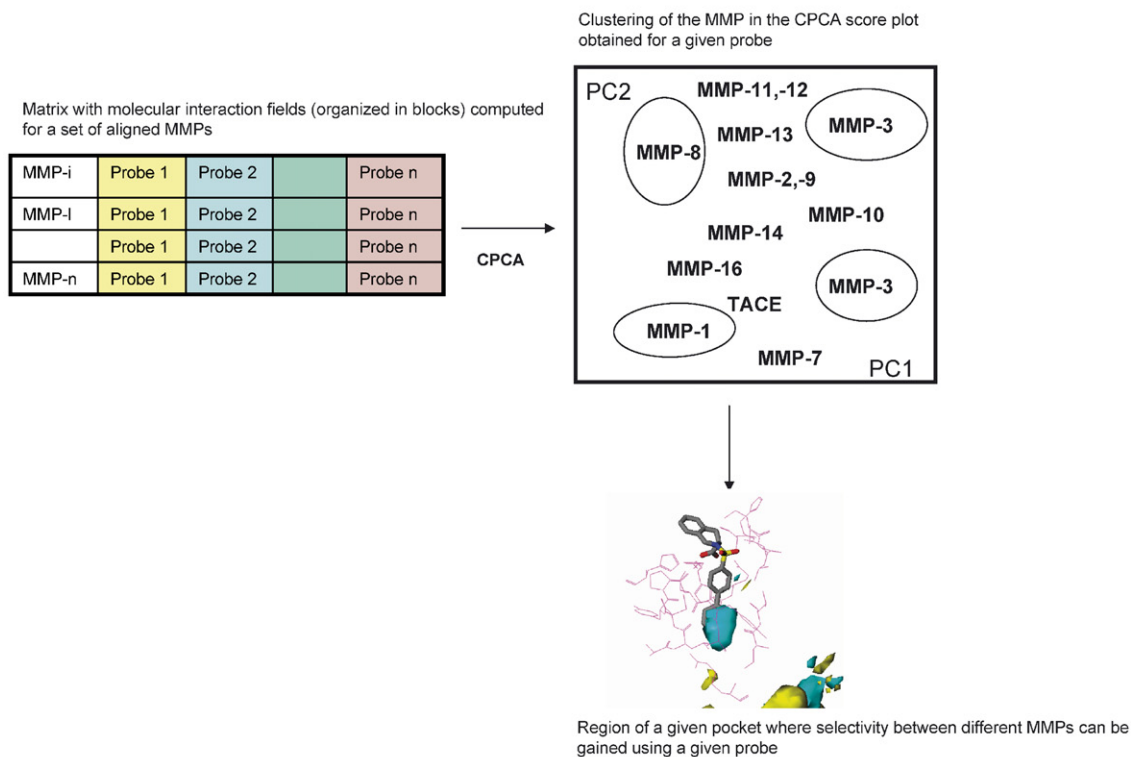 Clustering of the MMP in the CPCA score plot
obtained for a given probe
Matrix with molecular interaction fields (organized in blocks) computed
for a set of aligned MMPs
MMP-i Probe 1 Probe 2 Probe n
MMP-l Probe 1 Probe 2 Probe n
Probe 1 Probe 2 Probe n
MMP-n Probe 1 Probe 2 Probe n
CPCA
PC2
MMP-11,-12
MMP-3
MMP-13
MMP-8
MMP-2,-9
MMP-10
MMP-14
MMP-16
MMP-3
TACE
MMP-1
MMP-7
PC1
Region of a given pocket where selectivity between different MMPs can be
gained using a given probe